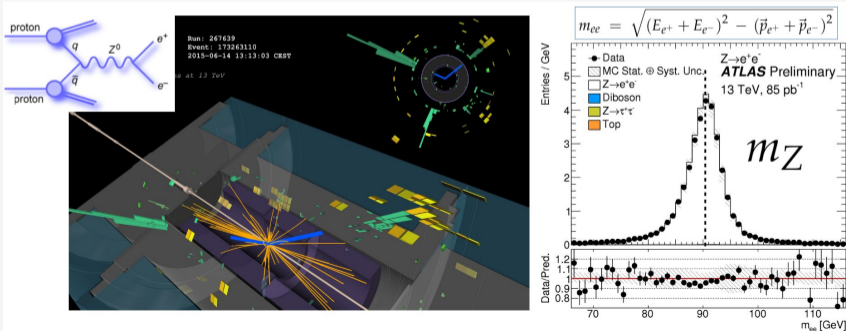 proton
q
Z⁰
e⁺
q̅
e⁻
proton
Run: 267639
Event: 173263110
2015-06-14 13:13:03 CEST
ns at 13 TeV
m_ee = √((E_e⁺ + E_e⁻)² − (p⃗_e⁺ + p⃗_e⁻)²)
Entries / GeV
Data
MC Stat. ⊕ Syst. Unc.
Z→e⁺e⁻
Diboson
Z→τ⁺τ⁻
Top
Z→e⁺e⁻
ATLAS Preliminary
13 TeV, 85 pb⁻¹
m_Z
5
4
3
2
1
0
Data/Pred.
1.2
1.1
1
0.9
0.8
70 80 90 100 110
m_ee [GeV]